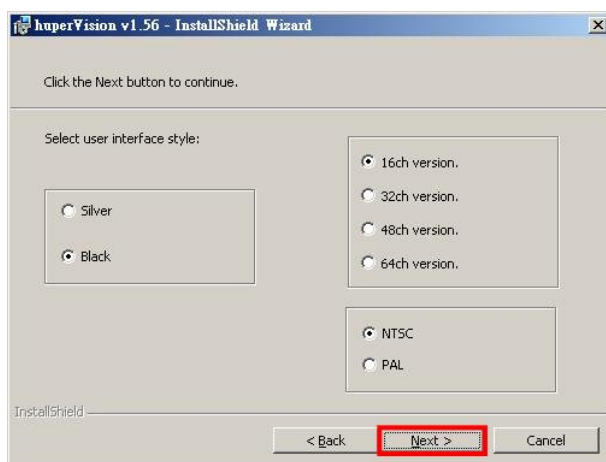 huperVision v1.56 - InstallShield Wizard
Click the Next button to continue.
Select user interface style:
Silver
Black
16ch version.
32ch version.
48ch version.
64ch version.
NTSC
PAL
InstallShield
< Back
Next >
Cancel